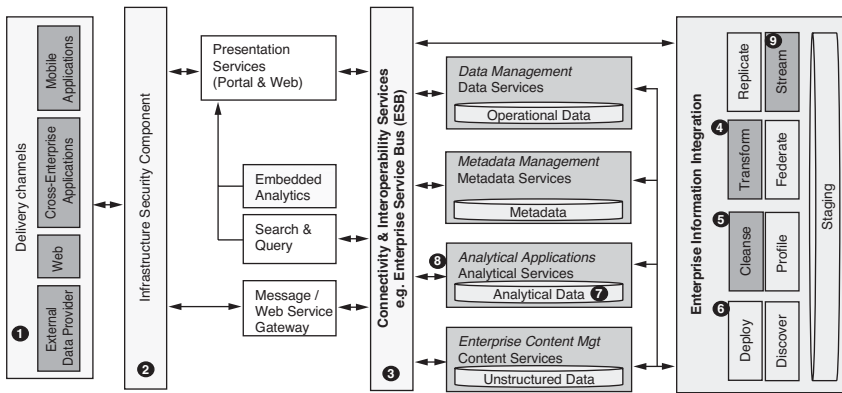 Delivery channels
Mobile
Applications
Cross-Enterprise
Applications
Web
External
Data Provider
1
Infrastructure Security Component
2
Presentation
Services
(Portal & Web)
Embedded
Analytics
Search &
Query
Message /
Web Service
Gateway
Connectivity & Interoperability Services
e.g. Enterprise Service Bus (ESB)
3
Data Management
Data Services
Operational Data
Metadata Management
Metadata Services
Metadata
8
Analytical Applications
Analytical Services
Analytical Data 7
Enterprise Content Mgt
Content Services
Unstructured Data
Enterprise Information Integration
Replicate
9
Stream
4
Transform
Federate
5
Cleanse
Profile
6
Deploy
Discover
Staging